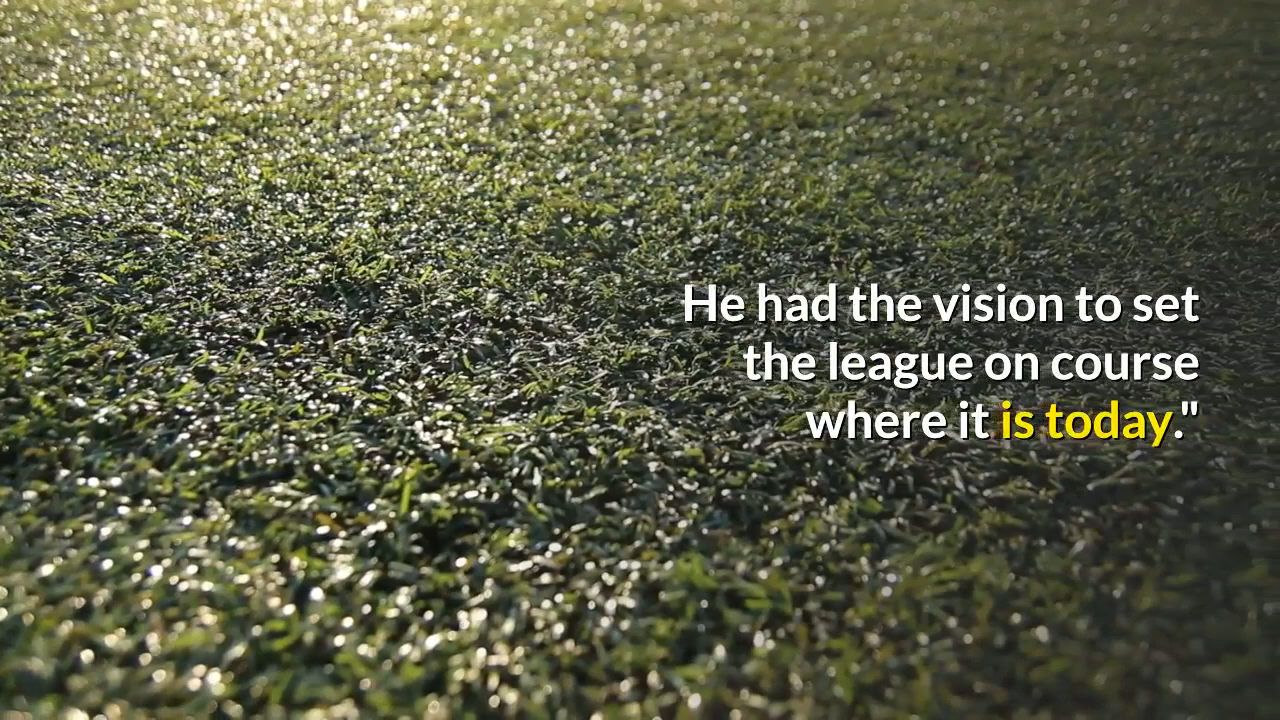 He had the vision to set
the league on course
where it is today."